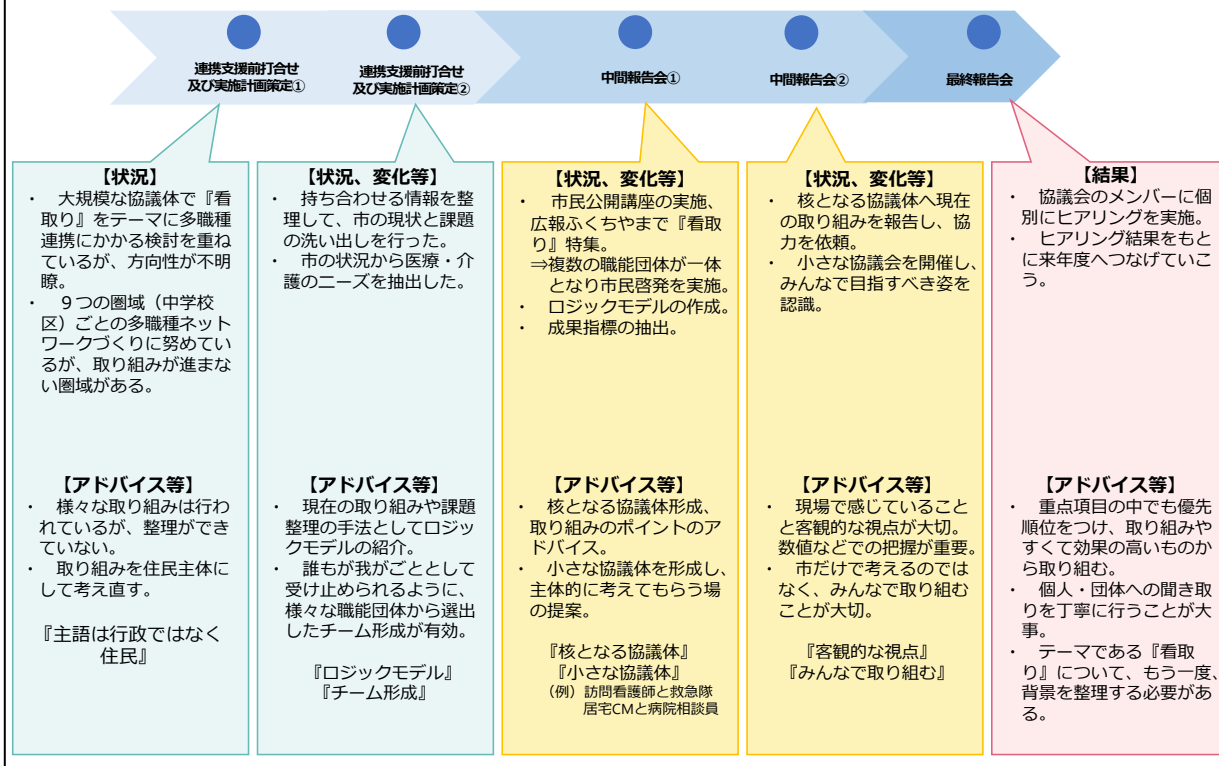 連携支援前打合せ
及び実施計画策定①
連携支援前打合せ
及び実施計画策定②
中間報告会①
中間報告会②
最終報告会
【状況】
・　大規模な協議体で『看
取り』をテーマに多職種
連携にかかる検討を重ね
ているが、方向性が不明
瞭。
・　９つの圏域（中学校
区）ごとの多職種ネット
ワークづくりに努めてい
るが、取り組みが進まな
い圏域がある。
【アドバイス等】
・　様々な取り組みは行わ
れているが、整理ができ
ていない。
・　取り組みを住民主体に
して考え直す。
『主語は行政ではなく
住民』
【状況、変化等】
・　持ち合わせる情報を整
理して、市の現状と課題
の洗い出しを行った。
・　市の状況から医療・介
護のニーズを抽出した。
【アドバイス等】
・　現在の取り組みや課題
整理の手法としてロジッ
クモデルの紹介。
・　誰もが我がごととして
受け止められるように、
様々な職能団体から選出
したチーム形成が有効。
『ロジックモデル』
『チーム形成』
【状況、変化等】
・　市民公開講座の実施、
広報ふくちやまで『看取
り』特集。
⇒複数の職能団体が一体
となり市民啓発を実施。
・　ロジックモデルの作成。
・　成果指標の抽出。
【アドバイス等】
・　核となる協議体形成、
取り組みのポイントのア
ドバイス。
・　小さな協議体を形成し、
主体的に考えてもらう場
の提案。
『核となる協議体』
『小さな協議体』
（例）訪問看護師と救急隊
居宅CMと病院相談員
【状況、変化等】
・　核となる協議体へ現在
の取り組みを報告し、協
力を依頼。
・　小さな協議会を開催し、
みんなで目指すべき姿を
認識。
【アドバイス等】
・　現場で感じていること
と客観的な視点が大切。
数値などでの把握が重要。
・　市だけで考えるのでは
なく、みんなで取り組む
ことが大切。
『客観的な視点』
『みんなで取り組む』
【結果】
・　協議会のメンバーに個
別にヒアリングを実施。
・　ヒアリング結果をもと
に来年度へつなげていこ
う。
【アドバイス等】
・　重点項目の中でも優先
順位をつけ、取り組みや
すくて効果の高いものか
ら取り組む。
・　個人・団体への聞き取
りを丁寧に行うことが大
事。
・　テーマである『看取
り』について、もう一度、
背景を整理する必要があ
る。